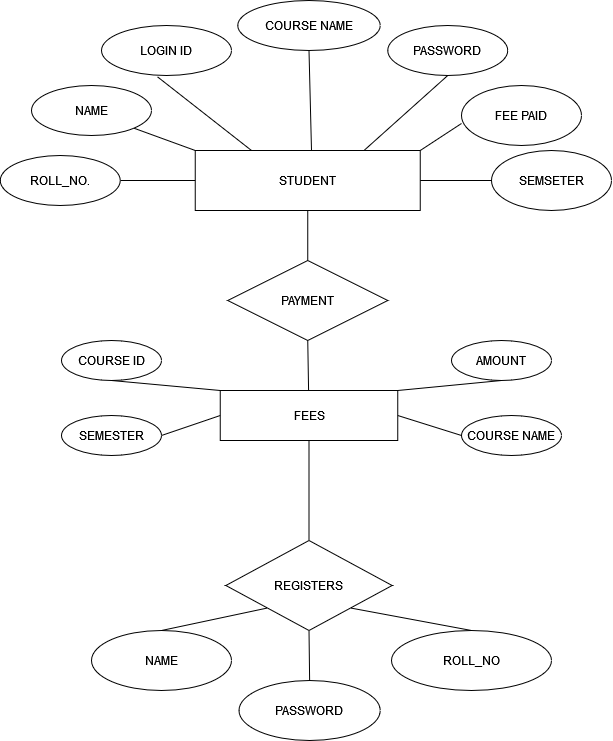 COURSE NAME
LOGIN ID
PASSWORD
NAME
FEE PAID
ROLL_NO.
STUDENT
SEMSETER
PAYMENT
COURSE ID
AMOUNT
FEES
SEMESTER
COURSE NAME
REGISTERS
NAME
ROLL_NO
PASSWORD